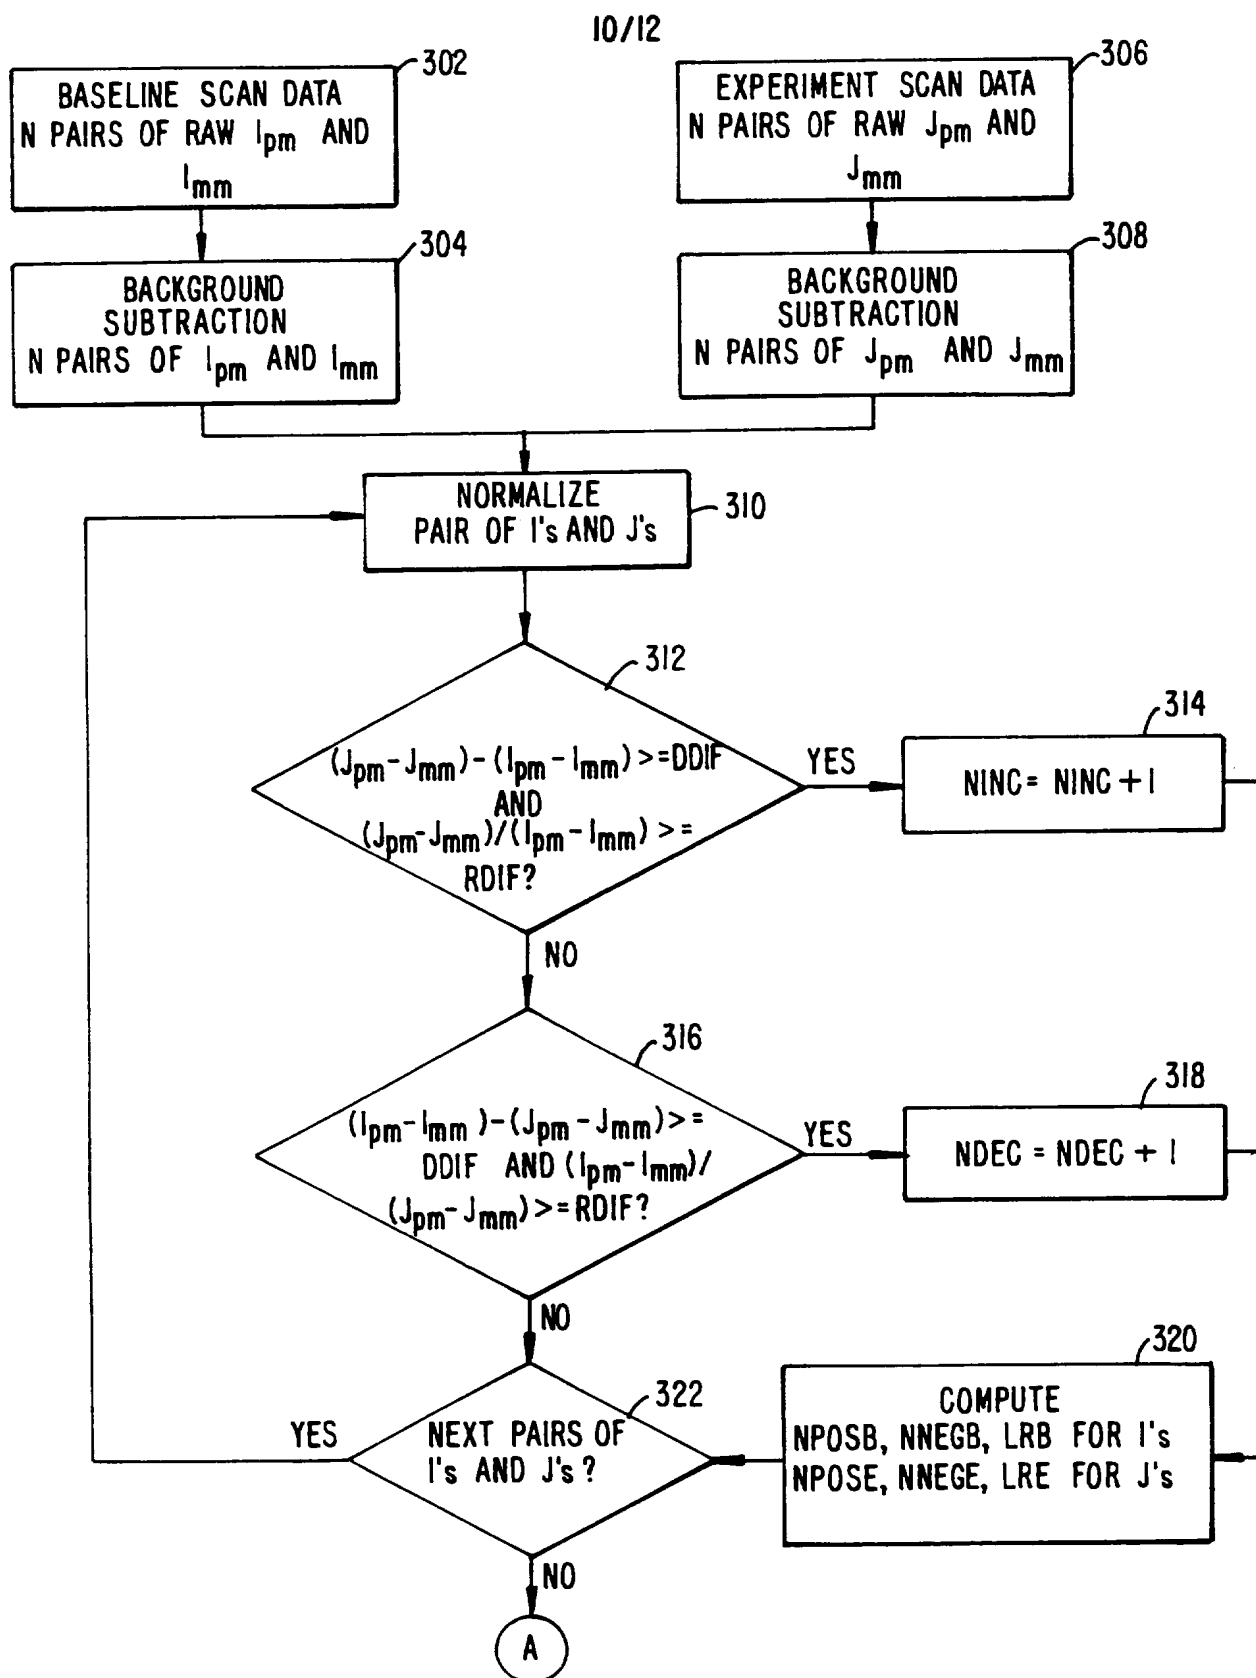 10/12
302
BASELINE SCAN DATA
N PAIRS OF RAW Ipm AND
Imm
306
EXPERIMENT SCAN DATA
N PAIRS OF RAW Jpm AND
Jmm
304
BACKGROUND
SUBTRACTION
N PAIRS OF Ipm AND Imm
308
BACKGROUND
SUBTRACTION
N PAIRS OF Jpm AND Jmm
NORMALIZE
PAIR OF I's AND J's
310
312
(Jpm-Jmm)-(Ipm-Imm)>=DDIF
AND
(Jpm-Jmm)/(Ipm-Imm)>=
RDIF?
YES
314
NINC= NINC+1
NO
316
(Ipm-Imm)-(Jpm-Jmm)>=
DDIF AND (Ipm-Imm)/
(Jpm-Jmm)>=RDIF?
YES
318
NDEC = NDEC + 1
NO
322
NEXT PAIRS OF
I's AND J's?
YES
320
COMPUTE
NPOSB, NNEGB, LRB FOR I's
NPOSE, NNEGE, LRE FOR J's
NO
A